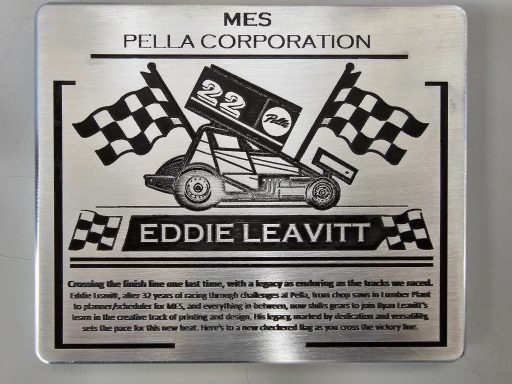 MES
PELLA CORPORATION
22
Pella
1
EDDIE LEAVITT
Crossing the finish line one last time, with a legacy as enduring as the tracks we raced.
Eddie Leavitt, after 32 years of racing through challenges at Pella, from chop saws in Lumber Plant
to planner/scheduler for MES, and everything in between, now shifts gears to join Ryan Leavitt's
team in the creative track of printing and design. His legacy, marked by dedication and versatility,
sets the pace for this new heat. Here's to a new checkered flag as you cross the victory line.